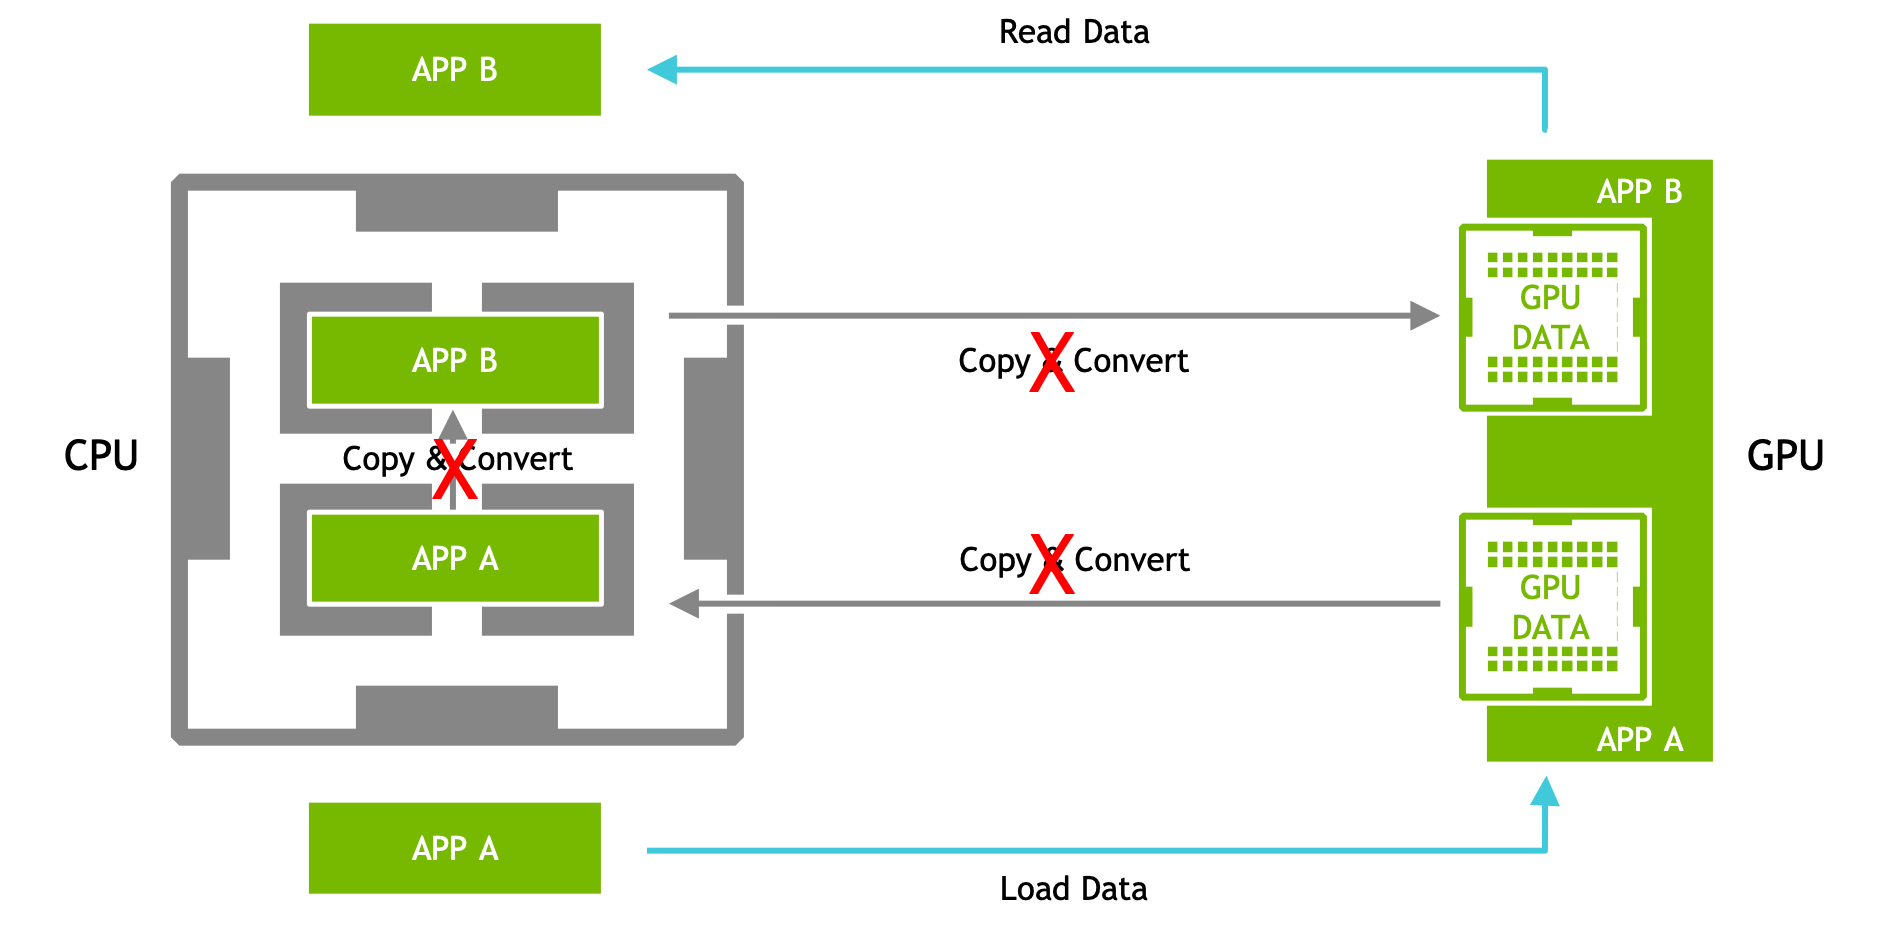 Read Data
APP B
APP B
GPU
DATA
APP B
Copy & Convert
X
CPU
Copy & Convert
X
GPU
APP A
Copy & Convert
X
GPU
DATA
APP A
APP A
Load Data